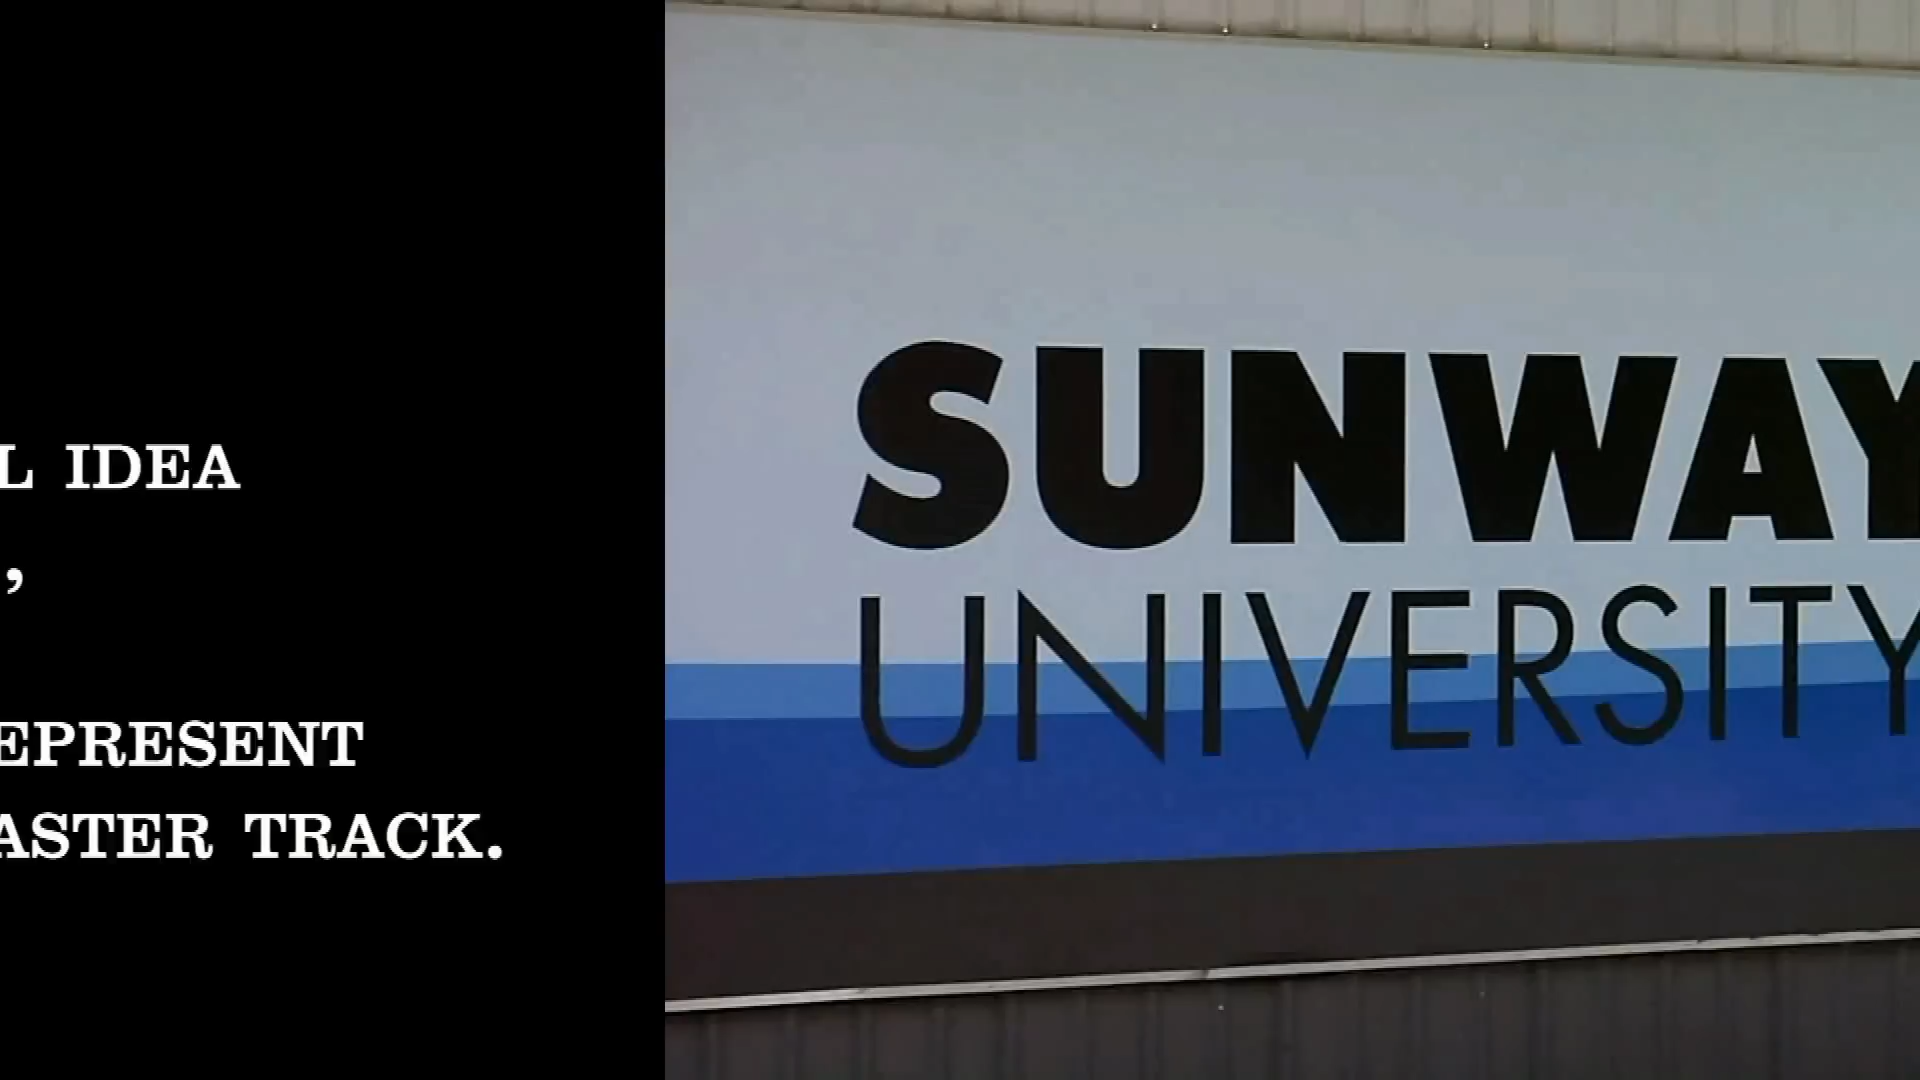 L IDEA
,
EPRESENT
ASTER TRACK.
SUNWAY
UNIVERSITY